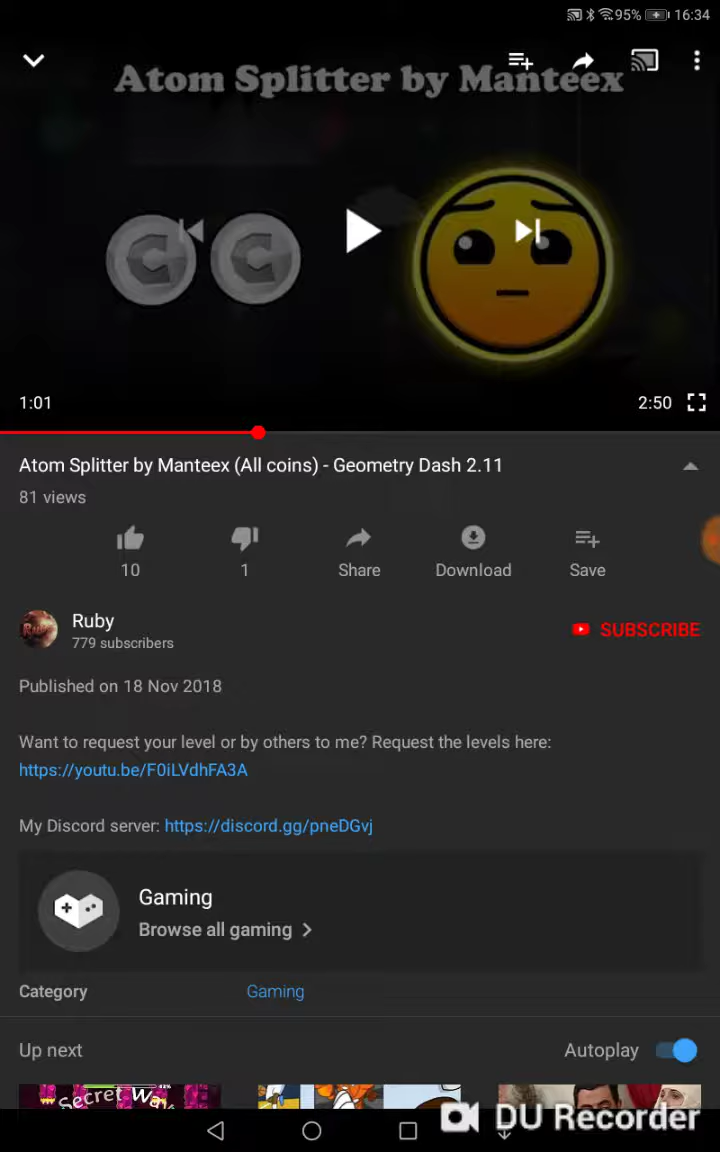 95% 16:34
Atom Splitter by Manteex
1:01
2:50
Atom Splitter by Manteex (All coins) - Geometry Dash 2.11
81 views
10
1
Share
Download
Save
Ruby
779 subscribers
SUBSCRIBE
Published on 18 Nov 2018
Want to request your level or by others to me? Request the levels here:
https://youtu.be/F0iLVdhFA3A
My Discord server: https://discord.gg/pneDGvj
Gaming
Browse all gaming
Category
Gaming
Up next
Autoplay
Secret Wa
DU Recorder